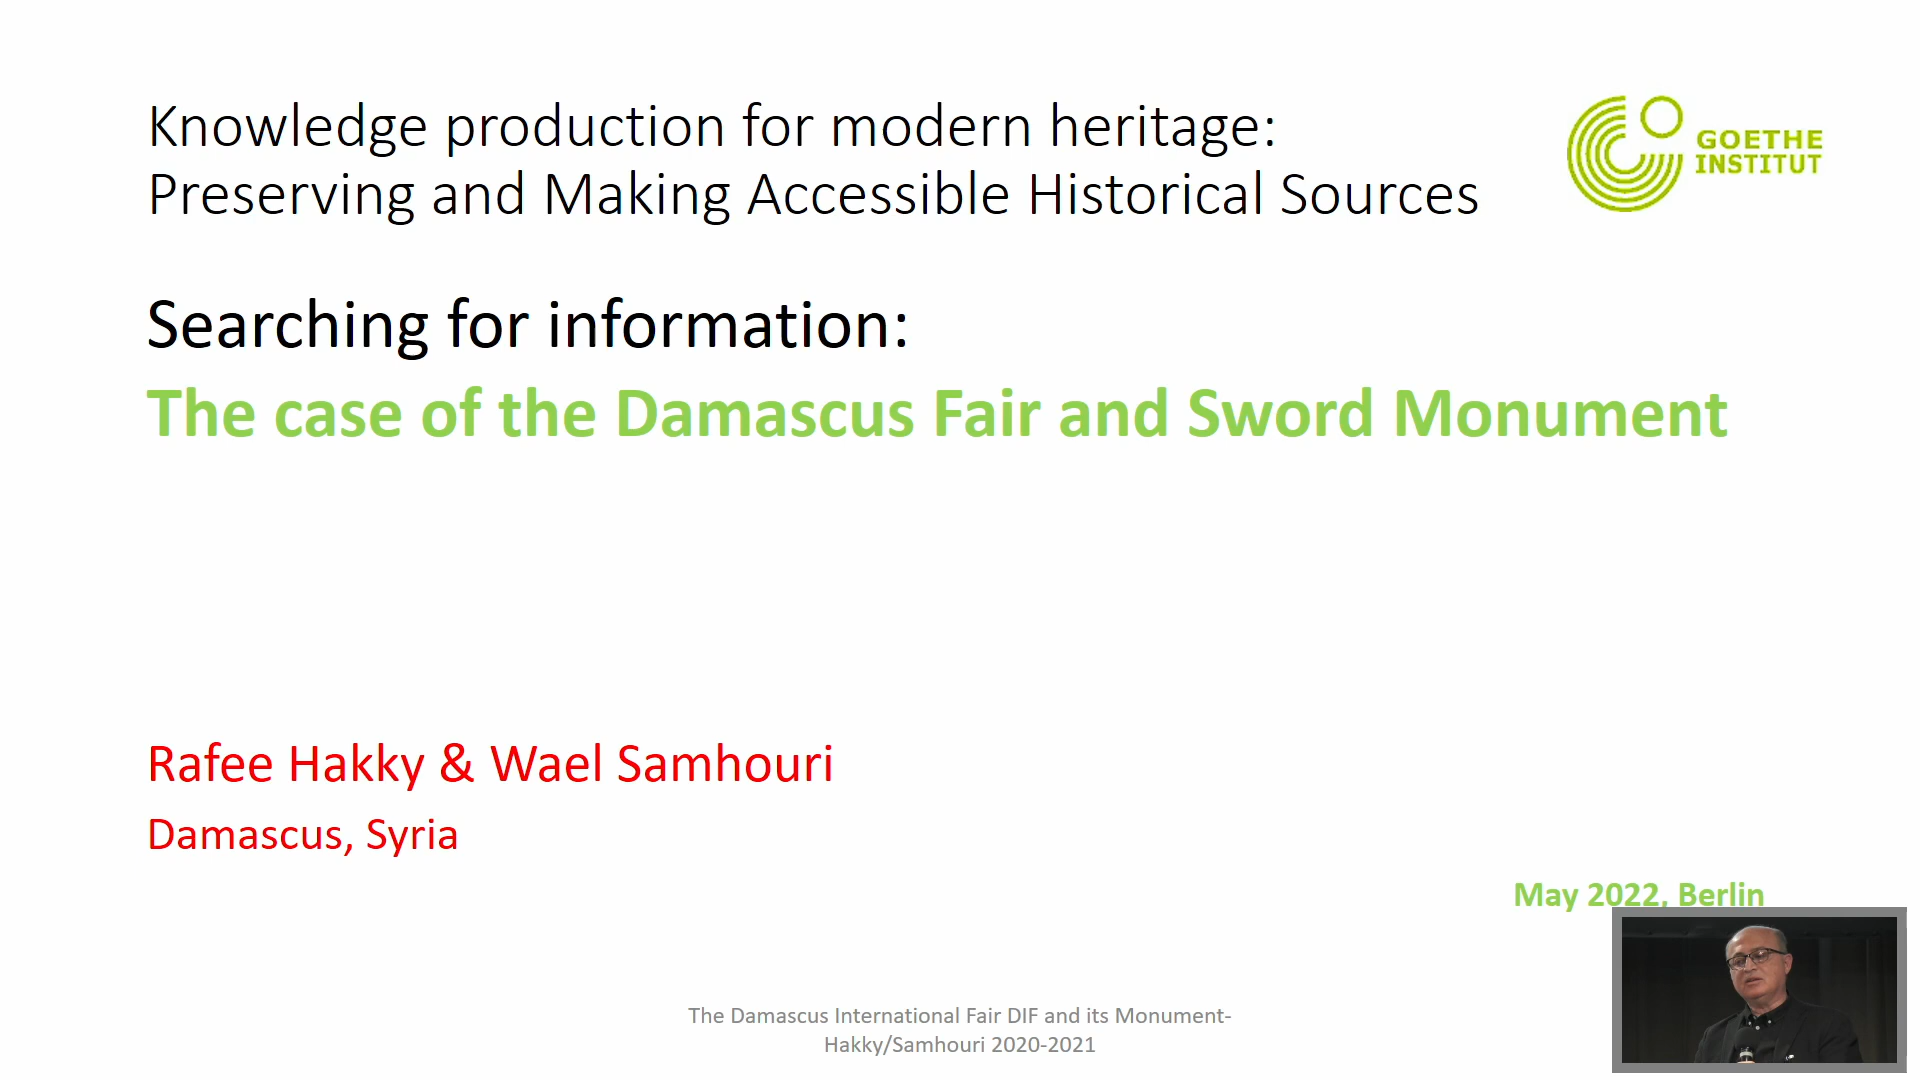 Knowledge production for modern heritage:
Preserving and Making Accessible Historical Sources
GOETHE
INSTITUT
Searching for information:
The case of the Damascus Fair and Sword Monument
Rafee Hakky & Wael Samhouri
Damascus, Syria
May 2022, Berlin
The Damascus International Fair DIF and its Monument-
Hakky/Samhouri 2020-2021